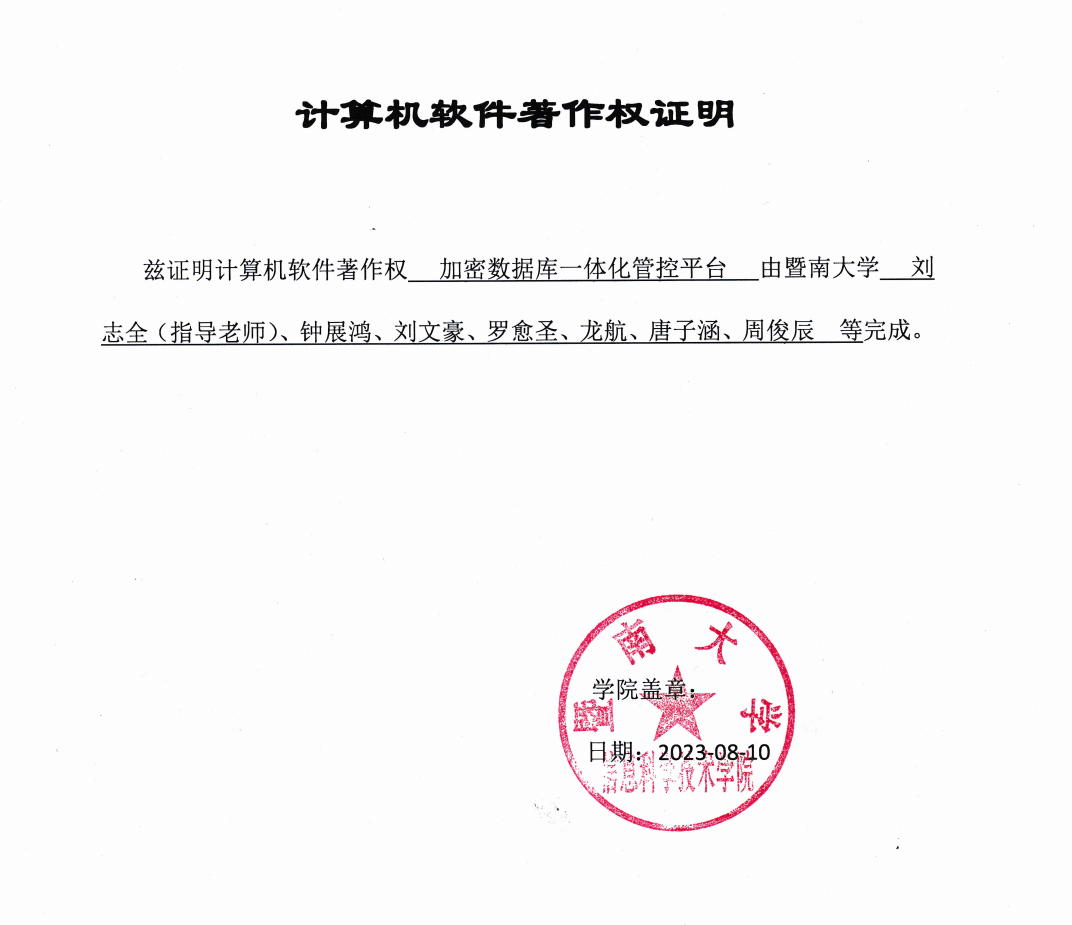 计算机软件著作权证明
兹证明计算机软件著作权 加密数据库一体化管控平台 由暨南大学 刘
志全（指导老师）、钟展鸿、刘文豪、罗愈圣、龙航、唐子涵、周俊辰 等完成。
暨南大学
学院盖章：
日期：2023-08-10
信息科学技术学院